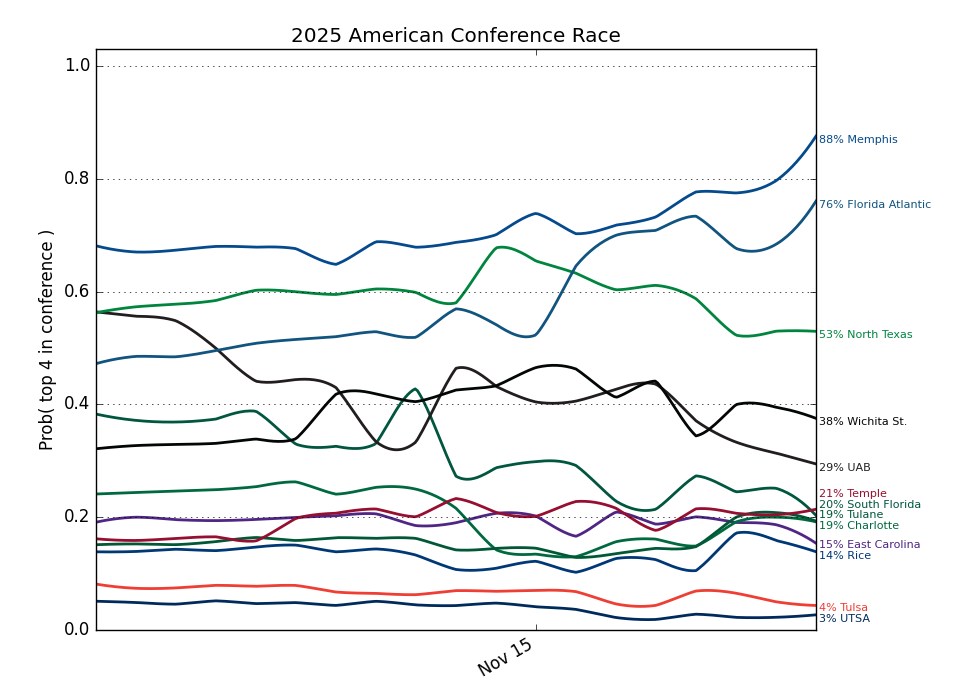 2025 American Conference Race
1.0
0.8
0.6
0.4
0.2
0.0
Prob( top 4 in conference )
Nov 15
88% Memphis
76% Florida Atlantic
53% North Texas
38% Wichita St.
29% UAB
21% Temple
20% South Florida
19% Tulane
19% Charlotte
15% East Carolina
14% Rice
4% Tulsa
3% UTSA